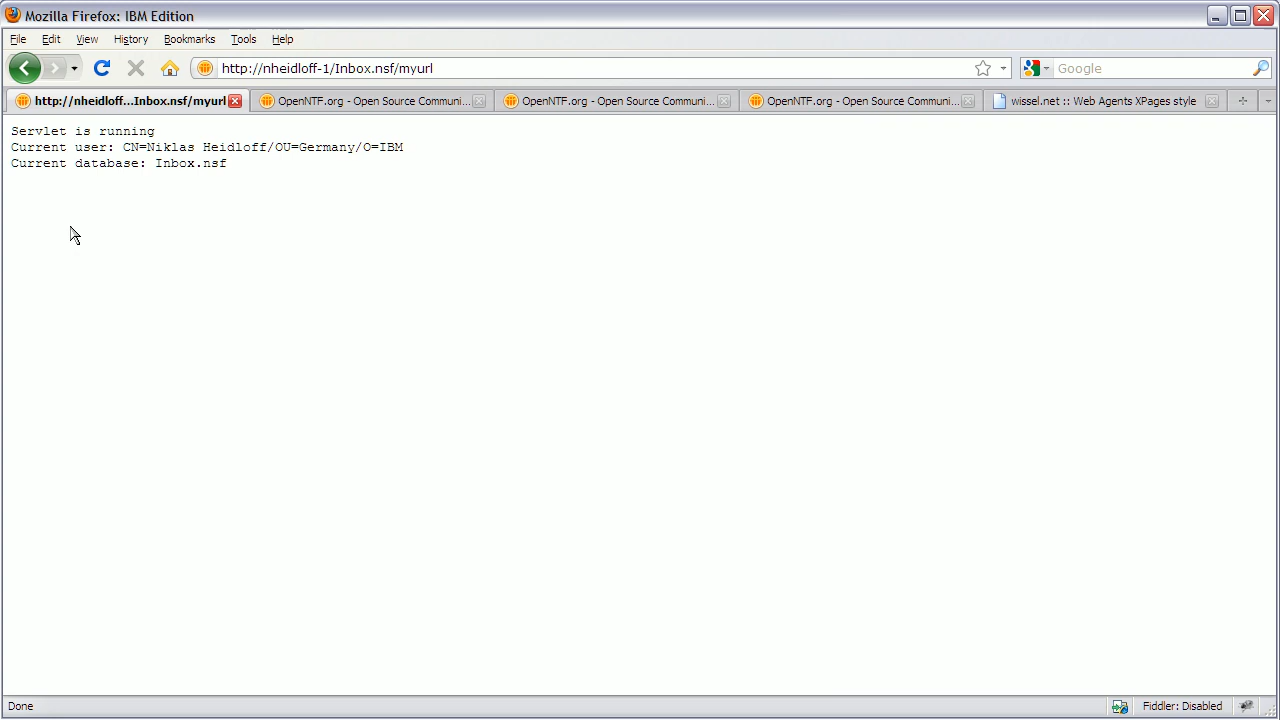 Mozilla Firefox: IBM Edition
File Edit View History Bookmarks Tools Help
http://nheidloff-1/Inbox.nsf/myurl Google
http://nheidloff...Inbox.nsf/myurl OpenNTF.org - Open Source Communi... OpenNTF.org - Open Source Communi... OpenNTF.org - Open Source Communi... wissel.net :: Web Agents XPages style
Servlet is running
Current user: CN=Niklas Heidloff/OU=Germany/O=IBM
Current database: Inbox.nsf
Done Fiddler: Disabled